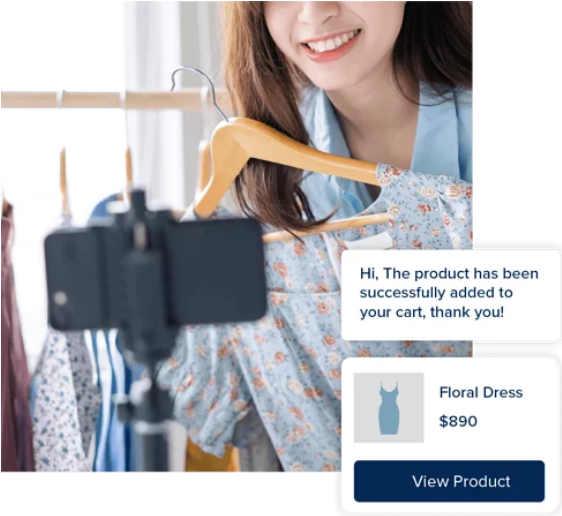 Hi, The product has been
successfully added to
your cart, thank you!
Floral Dress
$890
View Product